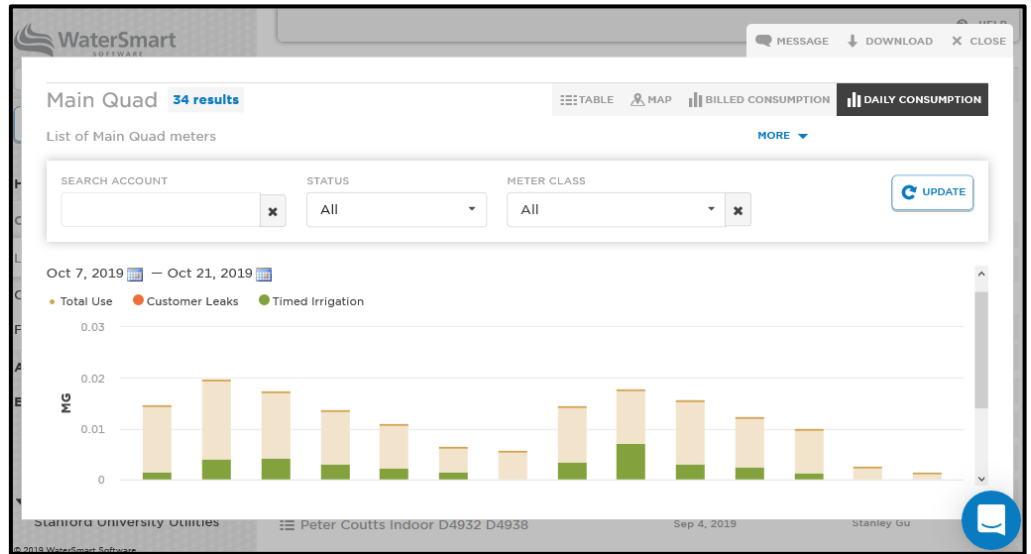 WaterSmart
SOFTWARE
MESSAGE DOWNLOAD CLOSE
Main Quad 34 results
TABLE MAP BILLED CONSUMPTION DAILY CONSUMPTION
List of Main Quad meters
MORE
SEARCH ACCOUNT STATUS METER CLASS
All All
UPDATE
Oct 7, 2019 — Oct 21, 2019
Total Use Customer Leaks Timed Irrigation
0.03
0.02
MG
0.01
0
Stanford University Utilities Peter Coutts Indoor D4932 D4938 Sep 4, 2019 Stanley Gu
© 2019 WaterSmart Software